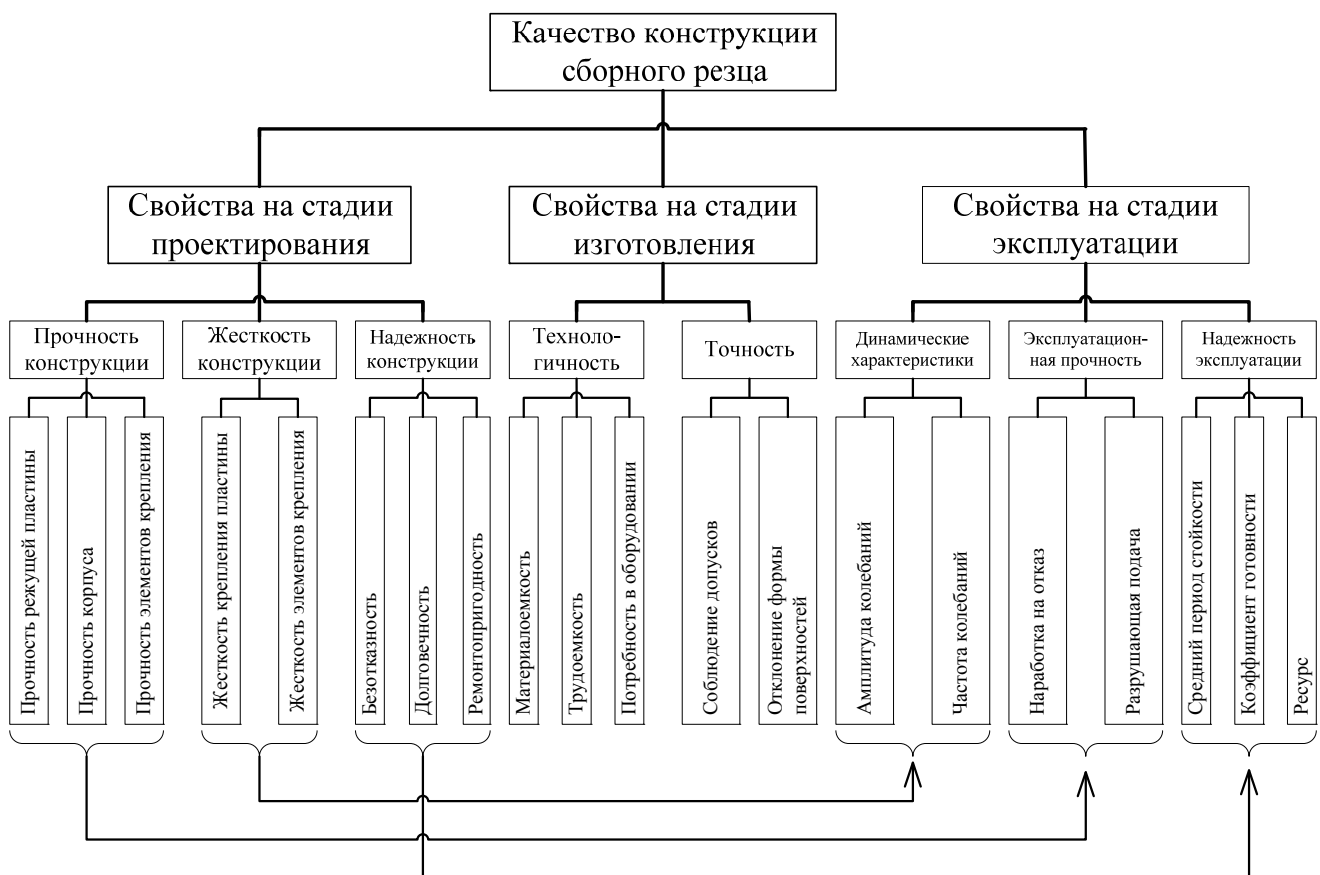 Качество конструкции
сборного резца
Свойства на стадии
проектирования
Свойства на стадии
изготовления
Свойства на стадии
эксплуатации
Прочность
конструкции
Жесткость
конструкции
Надежность
конструкции
Техноло-
гичность
Точность
Динамические
характеристики
Эксплуатацион-
ная прочность
Надежность
эксплуатации
Прочность режущей пластины
Прочность корпуса
Прочность элементов крепления
Жесткость крепления пластины
Жесткость элементов крепления
Безотказность
Долговечность
Ремонтопригодность
Материалоемкость
Трудоемкость
Потребность в оборудовании
Соблюдение допусков
Отклонение формы
поверхностей
Амплитуда колебаний
Частота колебаний
Наработка на отказ
Разрушающая подача
Средний период стойкости
Коэффициент готовности
Ресурс